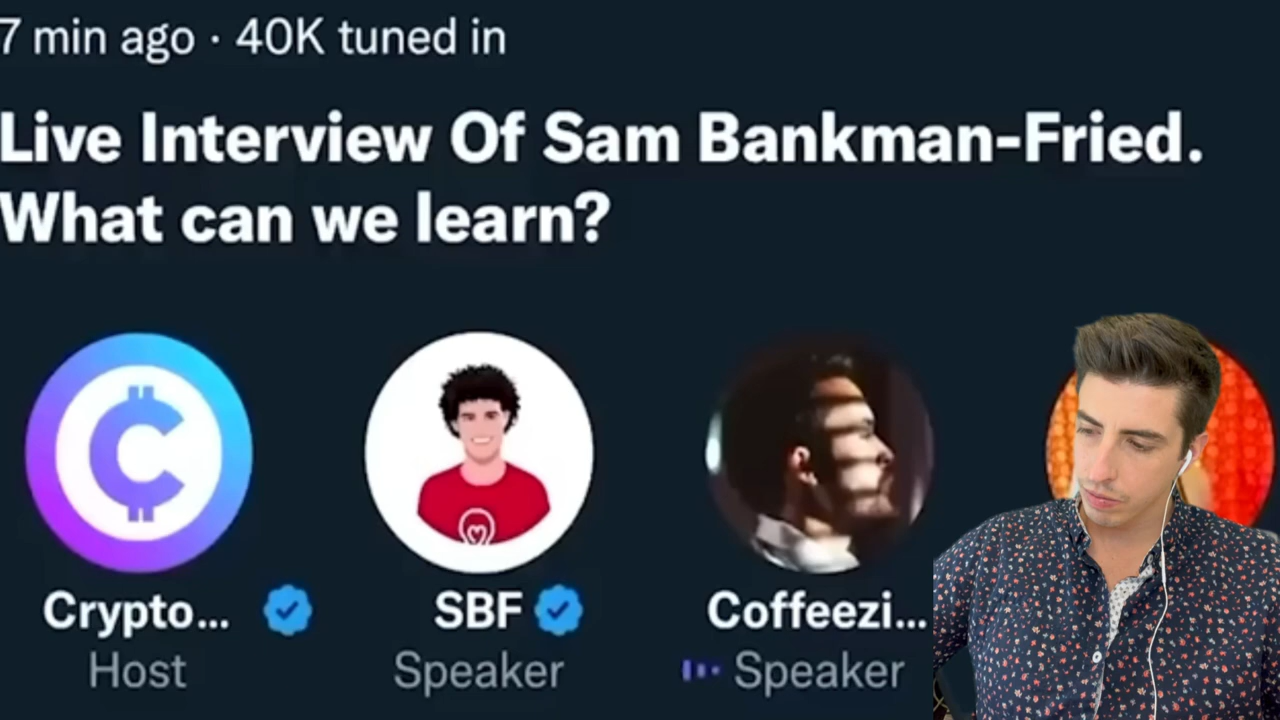 7 min ago · 40K tuned in
Live Interview Of Sam Bankman-Fried.
What can we learn?
Crypto... SBF Coffeezi...
Host Speaker Speaker